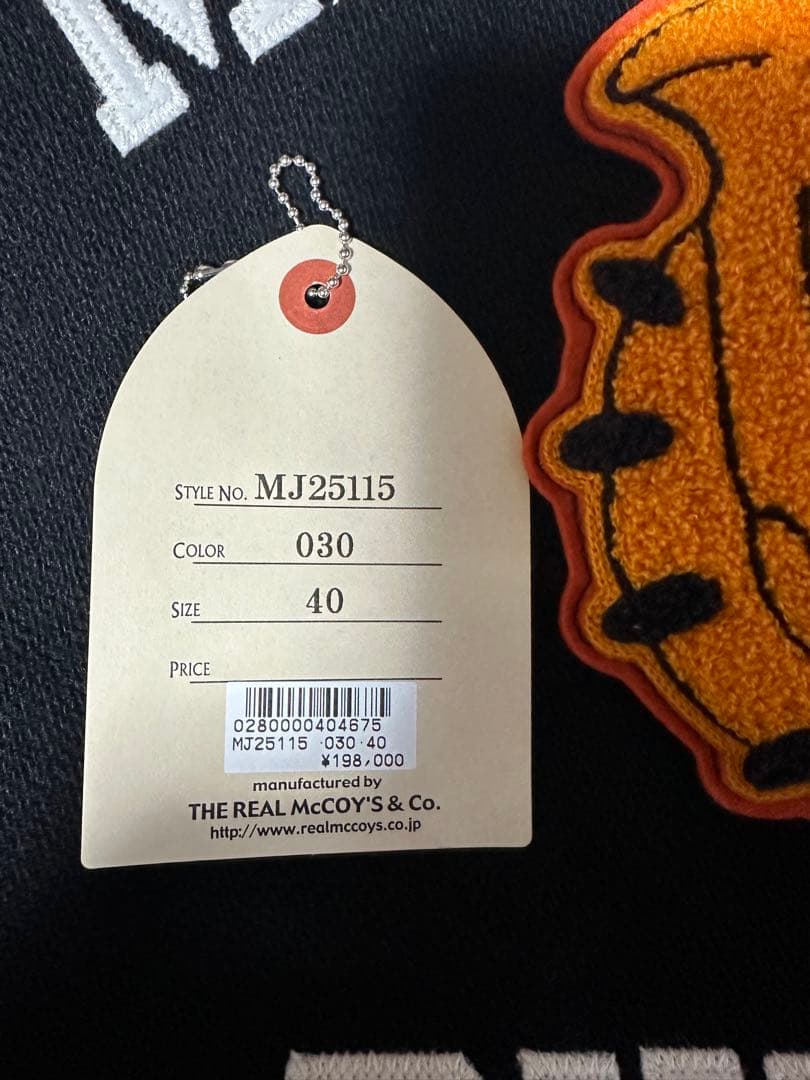 STYLE NO. MJ25115
COLOR 030
SIZE 40
PRICE
0280000404675
MJ25115 ·030·40
¥198,000
manufactured by
THE REAL McCOY'S & Co.
http://www.realmccoys.co.jp